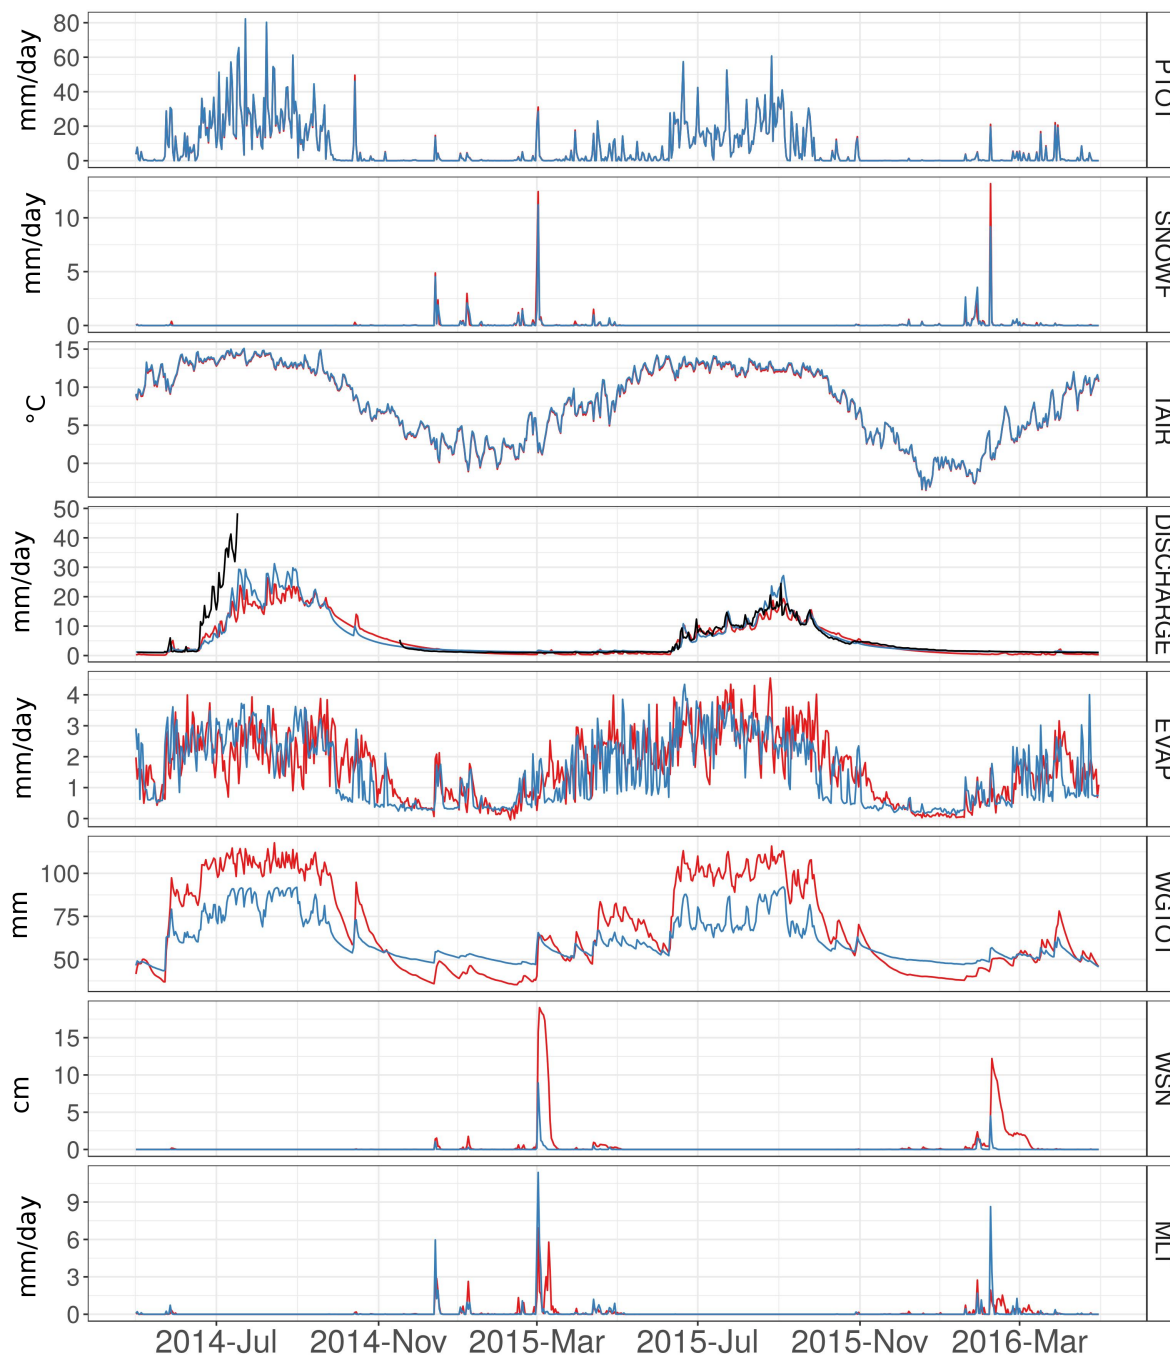 mm/day
80
60
40
20
0
PTOT
mm/day
10
5
0
SNOWF
°C
15
10
5
0
TAIR
mm/day
50
40
30
20
10
0
DISCHARGE
mm/day
4
3
2
1
0
EVAP
mm
100
75
50
WGTOT
cm
15
10
5
0
WSN
mm/day
9
6
3
0
MLT
2014-Jul 2014-Nov 2015-Mar 2015-Jul 2015-Nov 2016-Mar